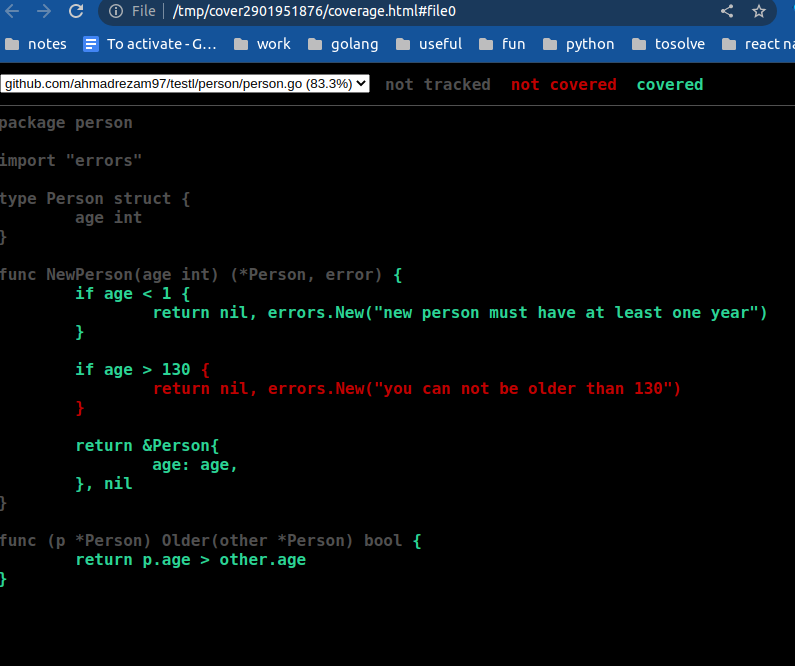 File /tmp/cover2901951876/coverage.html#file0
notes To activate - G… work golang useful fun python tosolve react na
github.com/ahmadrezam97/testl/person/person.go (83.3%) not tracked not covered covered
package person
import "errors"
type Person struct {
age int
}
func NewPerson(age int) (*Person, error) {
if age < 1 {
return nil, errors.New("new person must have at least one year")
}
if age > 130 {
return nil, errors.New("you can not be older than 130")
}
return &Person{
age: age,
}, nil
}
func (p *Person) Older(other *Person) bool {
return p.age > other.age
}